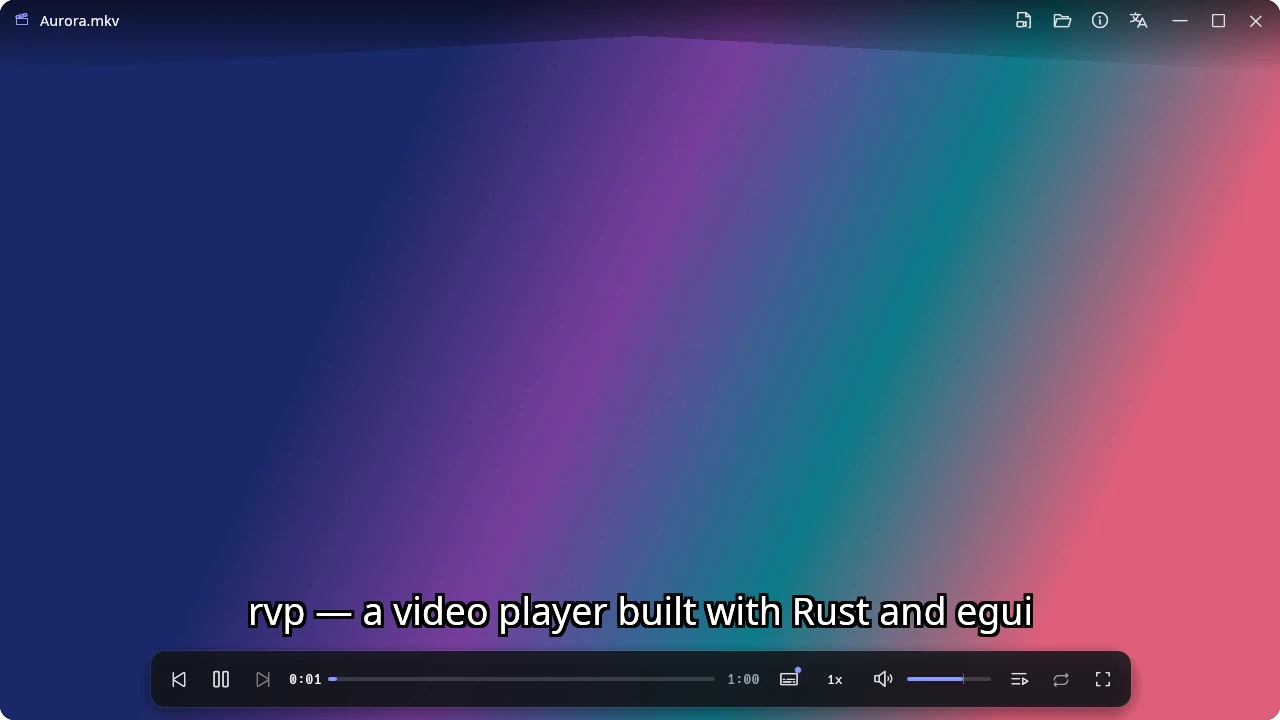 Aurora.mkv
rvp — a video player built with Rust and egui
0:01 1:00 1x